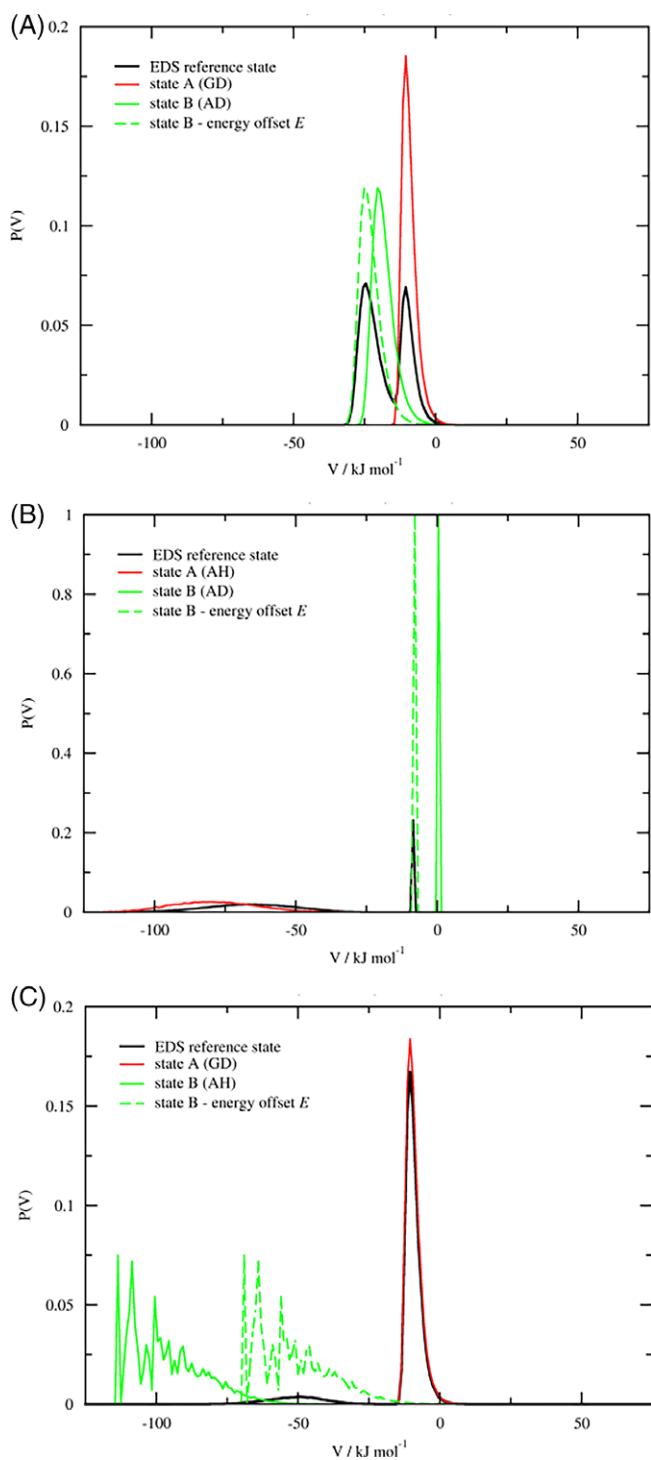 (A)
0.2
0.15
0.1
0.05
0
P(V)
EDS reference state
state A (GD)
state B (AD)
state B - energy offset E
-100 -50 0 50
V / kJ mol⁻¹
(B)
1
0.8
0.6
0.4
0.2
0
P(V)
EDS reference state
state A (AH)
state B (AD)
state B - energy offset E
-100 -50 0 50
V / kJ mol⁻¹
(C)
0.2
0.15
0.1
0.05
0
P(V)
EDS reference state
state A (GD)
state B (AH)
state B - energy offset E
-100 -50 0 50
V / kJ mol⁻¹